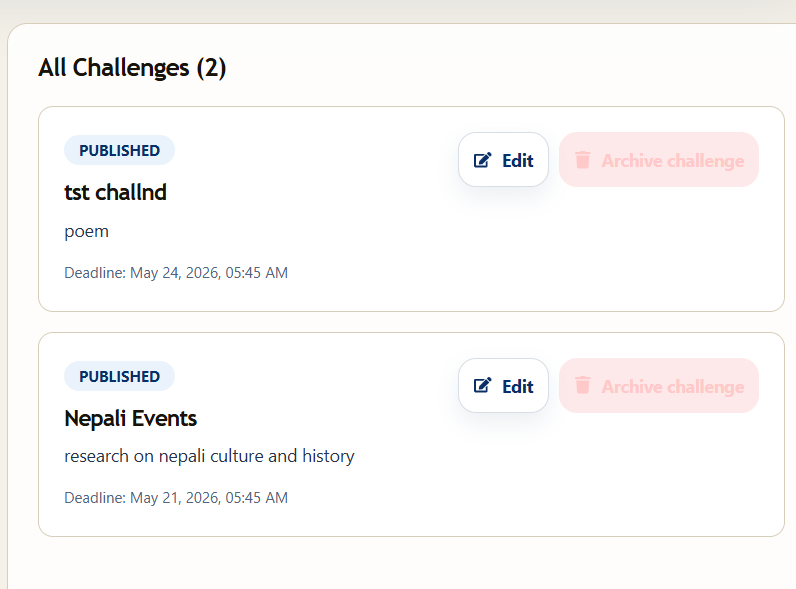 All Challenges (2)
PUBLISHED
Edit
Archive challenge
tst challnd
poem
Deadline: May 24, 2026, 05:45 AM
PUBLISHED
Edit
Archive challenge
Nepali Events
research on nepali culture and history
Deadline: May 21, 2026, 05:45 AM